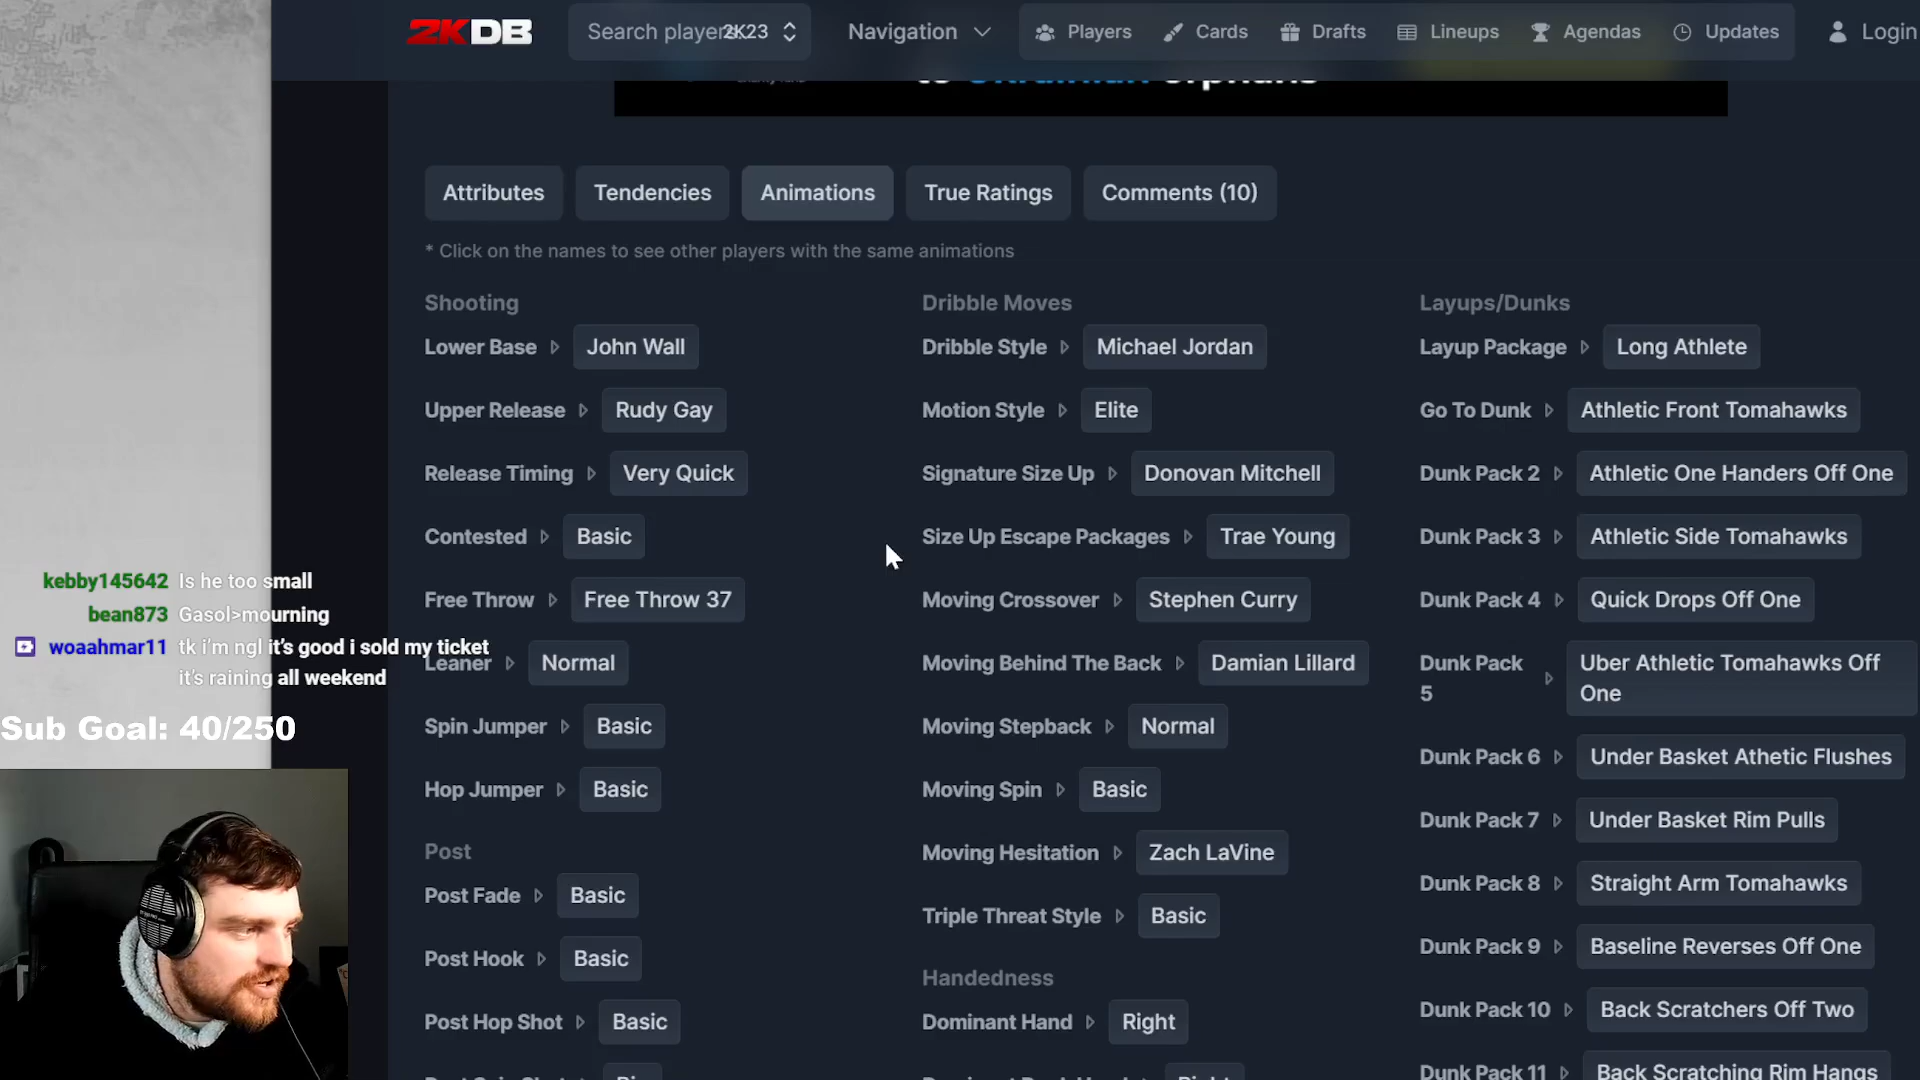 2KDB
Search players
2K23
Navigation
Players
Cards
Drafts
Lineups
Agendas
Updates
Login
to Ukrainian orphans
Attributes
Tendencies
Animations
True Ratings
Comments (10)
* Click on the names to see other players with the same animations
Shooting
Lower Base John Wall
Upper Release Rudy Gay
Release Timing Very Quick
Contested Basic
Free Throw Free Throw 37
Leaner Normal
Spin Jumper Basic
Hop Jumper Basic
Post
Post Fade Basic
Post Hook Basic
Post Hop Shot Basic
Dribble Moves
Dribble Style Michael Jordan
Motion Style Elite
Signature Size Up Donovan Mitchell
Size Up Escape Packages Trae Young
Moving Crossover Stephen Curry
Moving Behind The Back Damian Lillard
Moving Stepback Normal
Moving Spin Basic
Moving Hesitation Zach LaVine
Triple Threat Style Basic
Handedness
Dominant Hand Right
Layups/Dunks
Layup Package Long Athlete
Go To Dunk Athletic Front Tomahawks
Dunk Pack 2 Athletic One Handers Off One
Dunk Pack 3 Athletic Side Tomahawks
Dunk Pack 4 Quick Drops Off One
Dunk Pack 5 Uber Athletic Tomahawks Off One
Dunk Pack 6 Under Basket Athetic Flushes
Dunk Pack 7 Under Basket Rim Pulls
Dunk Pack 8 Straight Arm Tomahawks
Dunk Pack 9 Baseline Reverses Off One
Dunk Pack 10 Back Scratchers Off Two
Dunk Pack 11 Back Scratching Rim Hangs
kebby145642 Is he too small
bean873 Gasol>mourning
woaahmar11 tk i'm ngl it's good i sold my ticket
it's raining all weekend
Sub Goal: 40/250